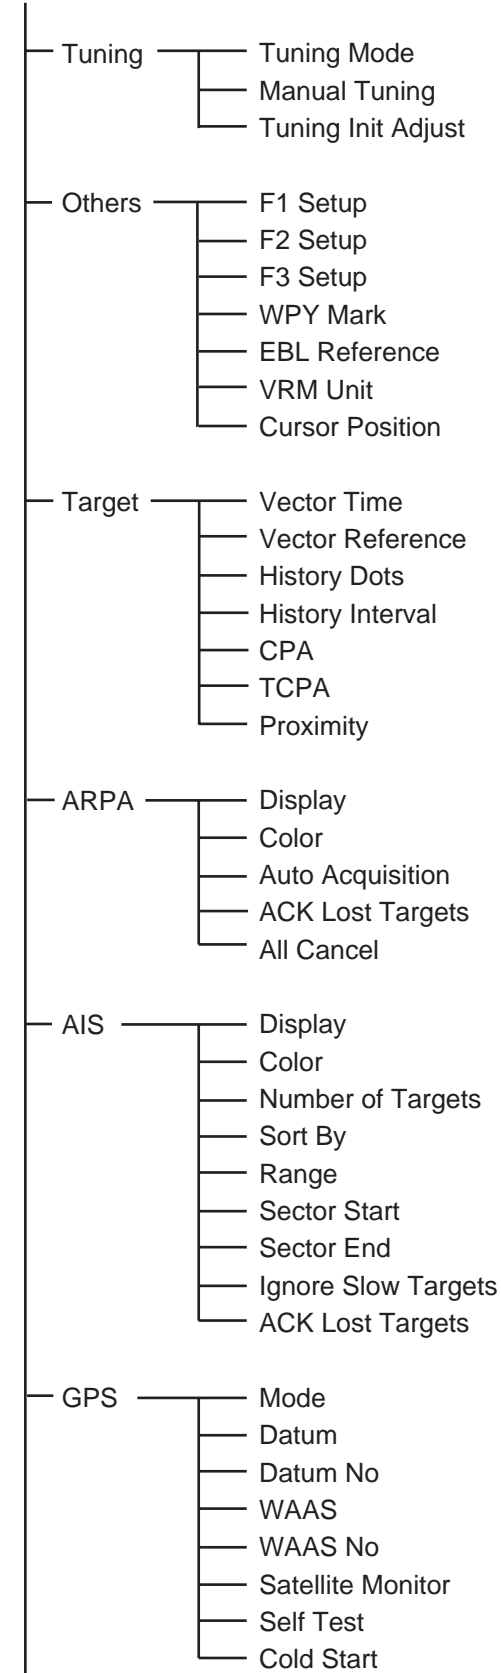 Tuning Tuning Mode
Manual Tuning
Tuning Init Adjust
Others F1 Setup
F2 Setup
F3 Setup
WPY Mark
EBL Reference
VRM Unit
Cursor Position
Target Vector Time
Vector Reference
History Dots
History Interval
CPA
TCPA
Proximity
ARPA Display
Color
Auto Acquisition
ACK Lost Targets
All Cancel
AIS Display
Color
Number of Targets
Sort By
Range
Sector Start
Sector End
Ignore Slow Targets
ACK Lost Targets
GPS Mode
Datum
Datum No
WAAS
WAAS No
Satellite Monitor
Self Test
Cold Start